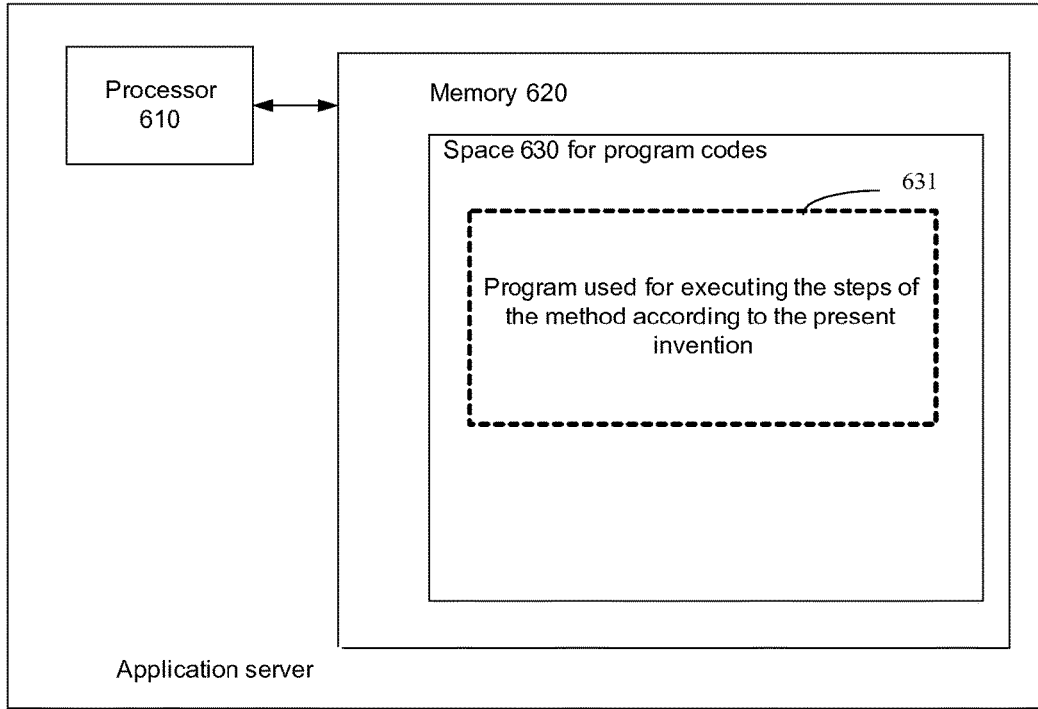 Processor
610
Memory 620
Space 630 for program codes
631
Program used for executing the steps of
the method according to the present
invention
Application server